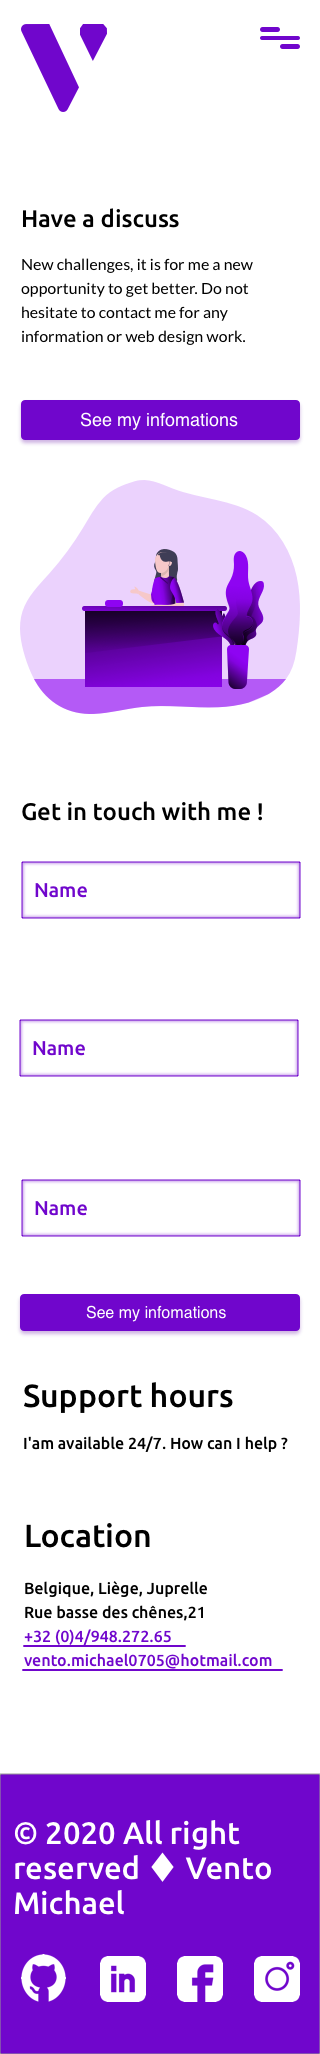 Have a discuss
New challenges, it is for me a new
opportunity to get better. Do not
hesitate to contact me for any
information or web design work.
See my infomations
Get in touch with me !
Name
Name
Name
See my infomations
Support hours
I'am available 24/7. How can I help ?
Location
Belgique, Liège, Juprelle
Rue basse des chênes,21
+32 (0)4/948.272.65
vento.michael0705@hotmail.com
© 2020 All right
reserved ♦ Vento
Michael